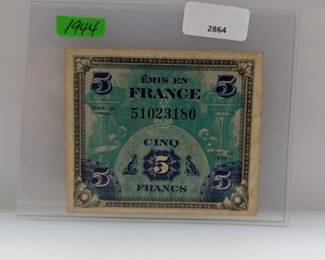 1944
2864
5 ÉMIS EN 5
FRANCE
51023180
CINQ
5 5 5
FRANCS